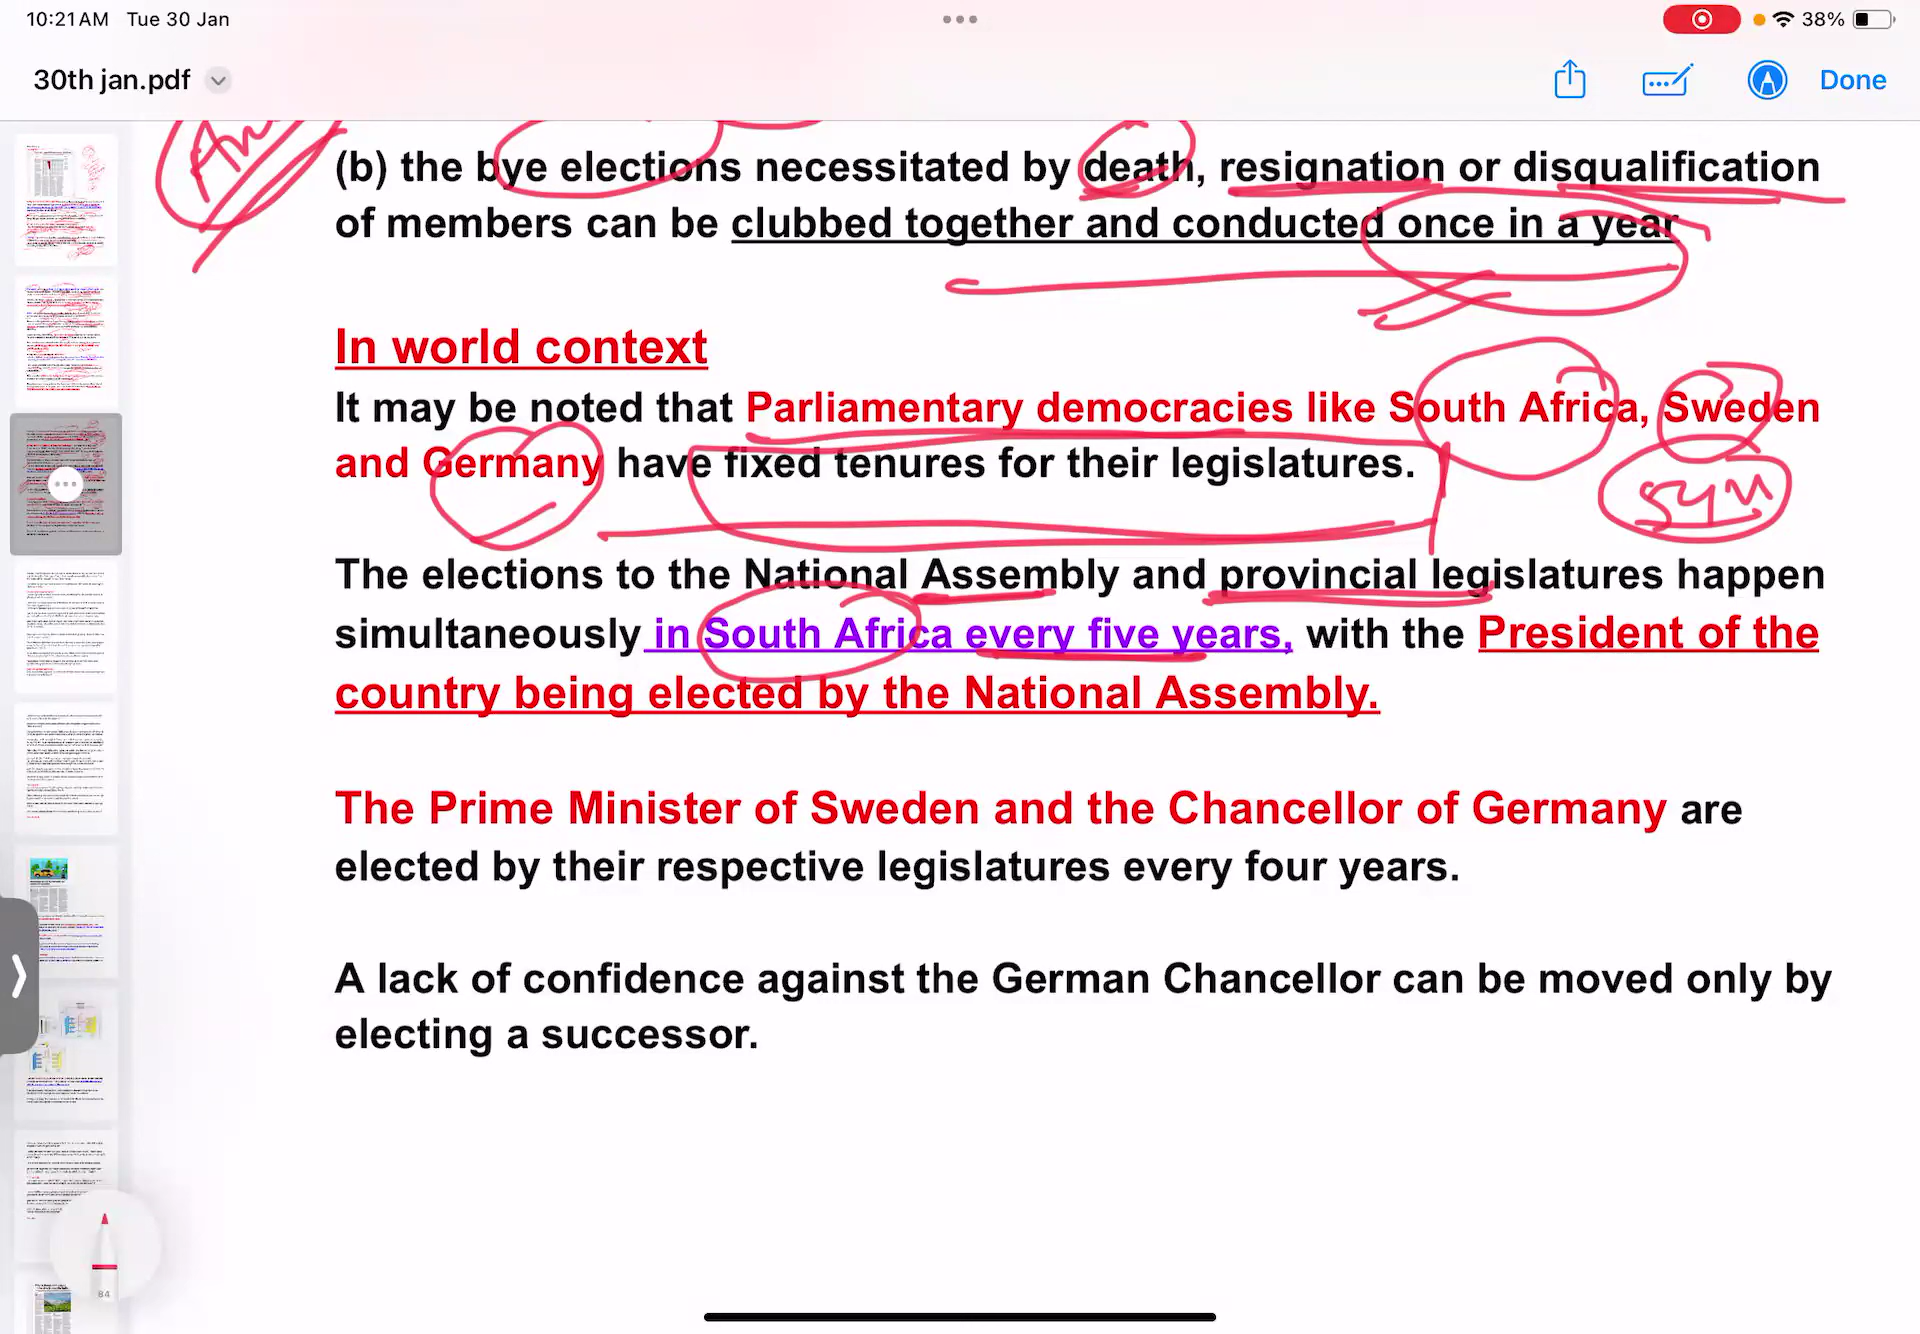 10:21 AM Tue 30 Jan
38%
30th jan.pdf
Done
(b) the bye elections necessitated by death, resignation or disqualification
of members can be clubbed together and conducted once in a year
In world context
It may be noted that Parliamentary democracies like South Africa, Sweden
and Germany have fixed tenures for their legislatures.
The elections to the National Assembly and provincial legislatures happen
simultaneously in South Africa every five years, with the President of the
country being elected by the National Assembly.
The Prime Minister of Sweden and the Chancellor of Germany are
elected by their respective legislatures every four years.
A lack of confidence against the German Chancellor can be moved only by
electing a successor.
84